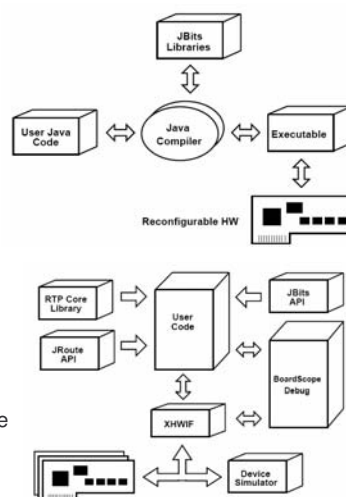 JBits
Libraries
User Java
Code
Java
Compiler
Executable
Reconfigurable HW
RTP Core
Library
User
Code
JBits
API
JRoute
API
BoardScope
Debug
e
XHWIF
Device
Simulator